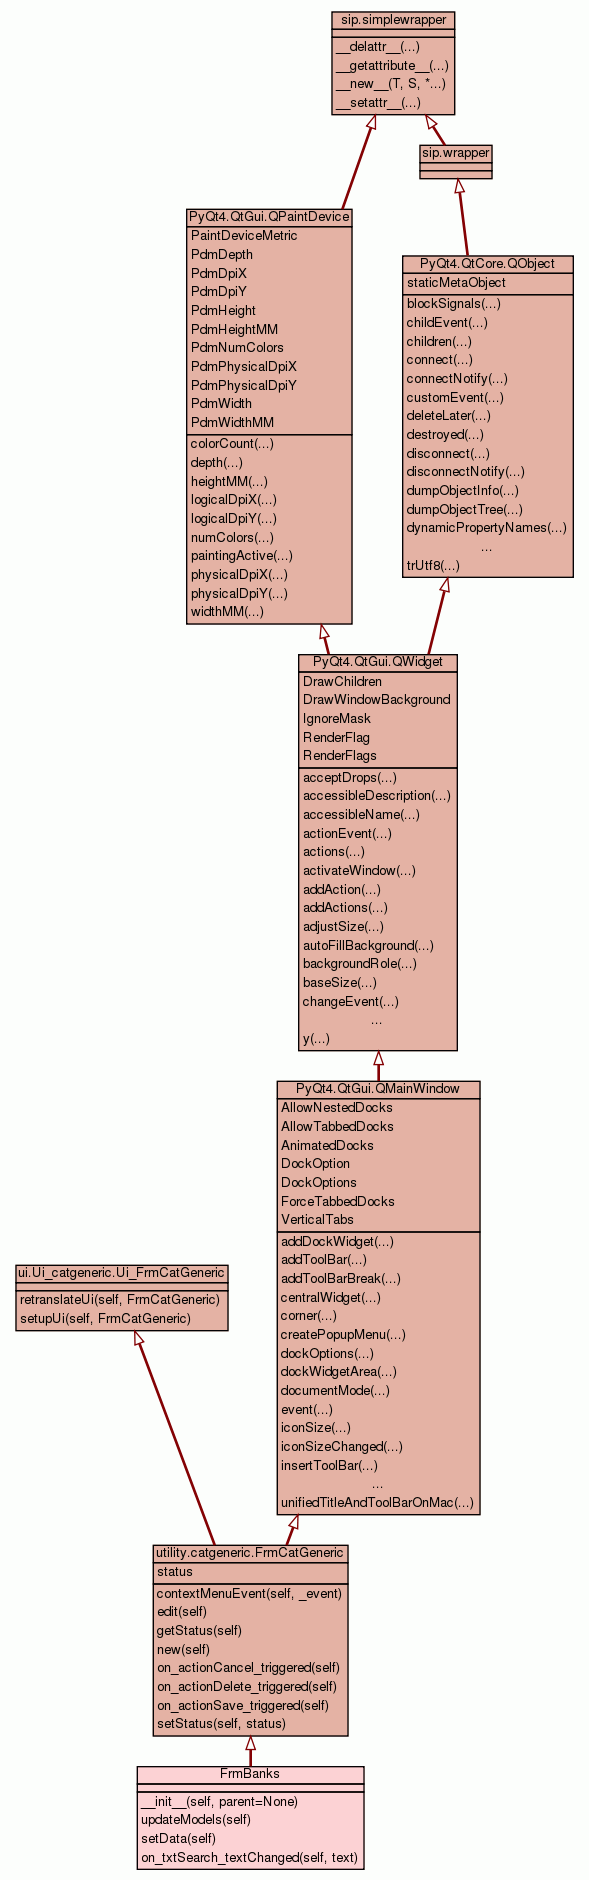 sip.simplewrapper
__delattr__(...)
__getattribute__(...)
__new__(T, S, *...)
__setattr__(...)
sip.wrapper
PyQt4.QtGui.QPaintDevice
PaintDeviceMetric
PdmDepth
PdmDpiX
PdmDpiY
PdmHeight
PdmHeightMM
PdmNumColors
PdmPhysicalDpiX
PdmPhysicalDpiY
PdmWidth
PdmWidthMM
colorCount(...)
depth(...)
heightMM(...)
logicalDpiX(...)
logicalDpiY(...)
numColors(...)
paintingActive(...)
physicalDpiX(...)
physicalDpiY(...)
widthMM(...)
PyQt4.QtCore.QObject
staticMetaObject
blockSignals(...)
childEvent(...)
children(...)
connect(...)
connectNotify(...)
customEvent(...)
deleteLater(...)
destroyed(...)
disconnect(...)
disconnectNotify(...)
dumpObjectInfo(...)
dumpObjectTree(...)
dynamicPropertyNames(...)
...
trUtf8(...)
PyQt4.QtGui.QWidget
DrawChildren
DrawWindowBackground
IgnoreMask
RenderFlag
RenderFlags
acceptDrops(...)
accessibleDescription(...)
accessibleName(...)
actionEvent(...)
actions(...)
activateWindow(...)
addAction(...)
addActions(...)
adjustSize(...)
autoFillBackground(...)
backgroundRole(...)
baseSize(...)
changeEvent(...)
...
y(...)
PyQt4.QtGui.QMainWindow
AllowNestedDocks
AllowTabbedDocks
AnimatedDocks
DockOption
DockOptions
ForceTabbedDocks
VerticalTabs
addDockWidget(...)
addToolBar(...)
addToolBarBreak(...)
centralWidget(...)
corner(...)
createPopupMenu(...)
dockOptions(...)
dockWidgetArea(...)
documentMode(...)
event(...)
iconSize(...)
iconSizeChanged(...)
insertToolBar(...)
...
unifiedTitleAndToolBarOnMac(...)
ui.Ui_catgeneric.Ui_FrmCatGeneric
retranslateUi(self, FrmCatGeneric)
setupUi(self, FrmCatGeneric)
utility.catgeneric.FrmCatGeneric
status
contextMenuEvent(self, _event)
edit(self)
getStatus(self)
new(self)
on_actionCancel_triggered(self)
on_actionDelete_triggered(self)
on_actionSave_triggered(self)
setStatus(self, status)
FrmBanks
__init__(self, parent=None)
updateModels(self)
setData(self)
on_txtSearch_textChanged(self, text)